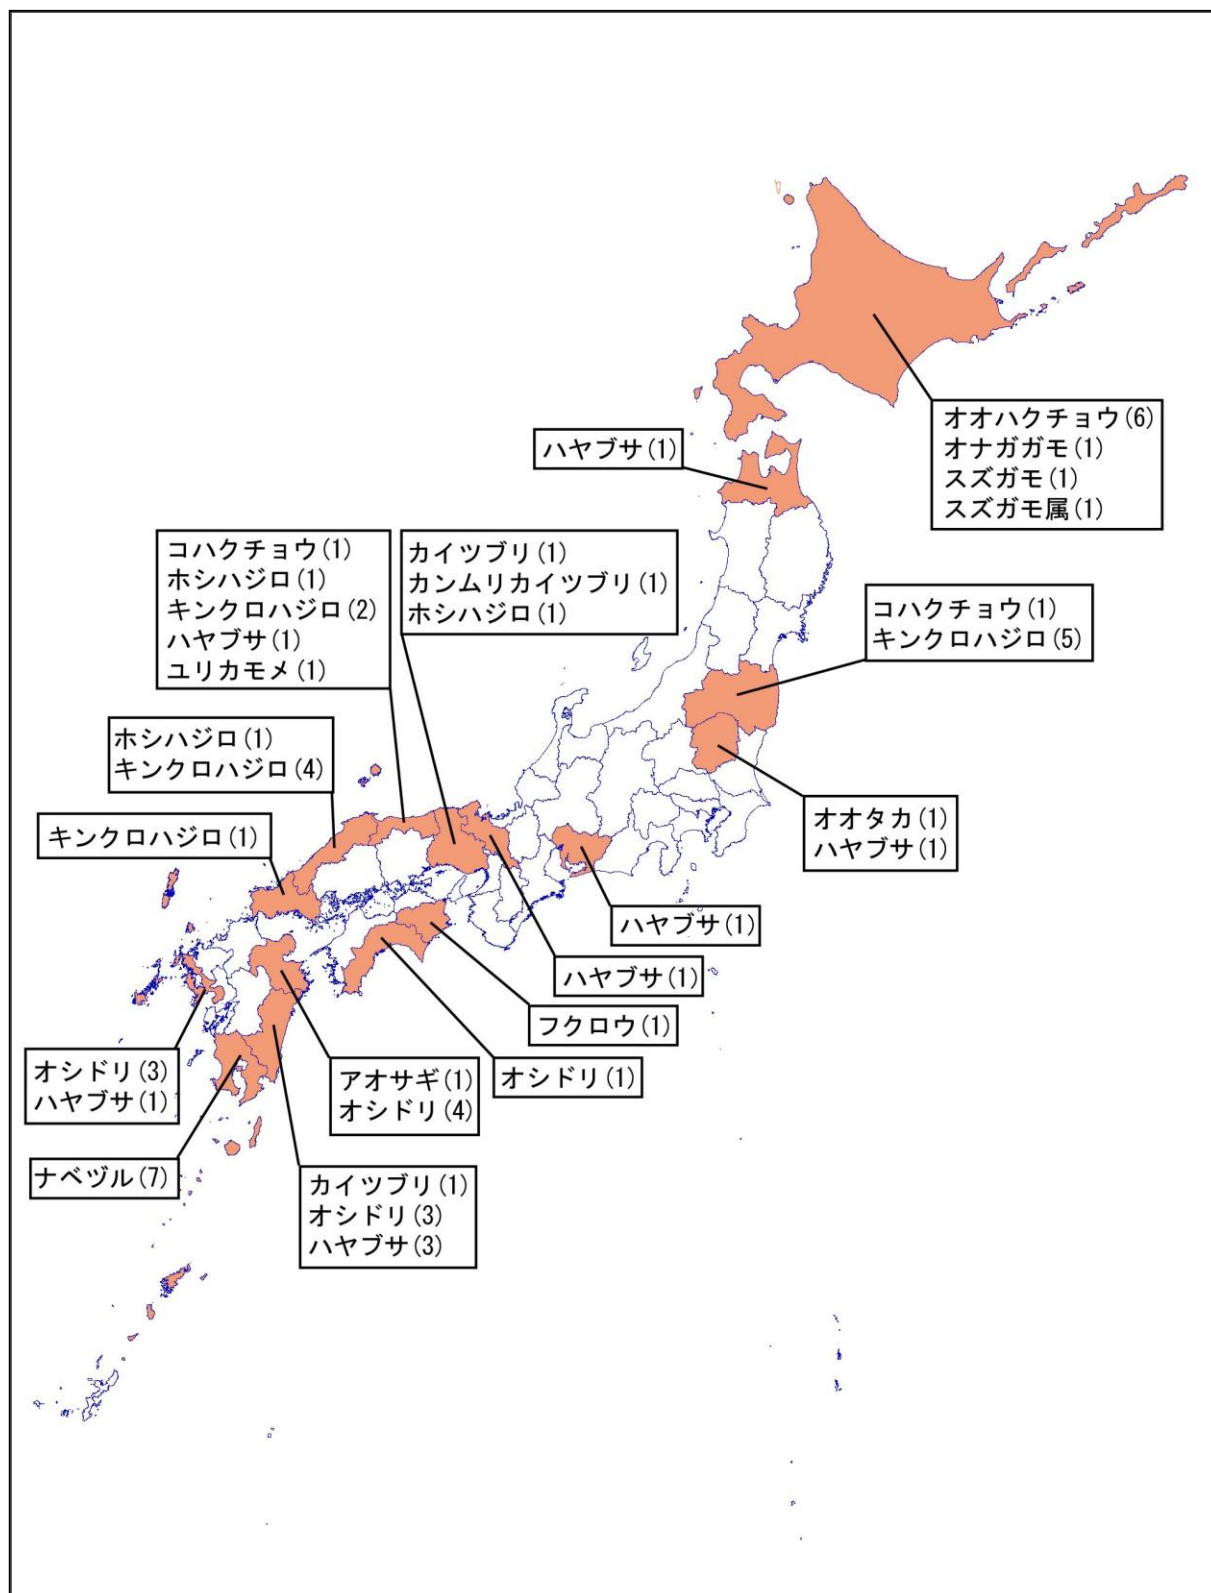 オオハクチョウ(6)
オナガガモ(1)
スズガモ(1)
スズガモ属(1)
ハヤブサ(1)
コハクチョウ(1)
ホシハジロ(1)
キンクロハジロ(2)
ハヤブサ(1)
ユリカモメ(1)
カイツブリ(1)
カンムリカイツブリ(1)
ホシハジロ(1)
コハクチョウ(1)
キンクロハジロ(5)
ホシハジロ(1)
キンクロハジロ(4)
オオタカ(1)
ハヤブサ(1)
キンクロハジロ(1)
ハヤブサ(1)
ハヤブサ(1)
フクロウ(1)
オシドリ(3)
ハヤブサ(1)
アオサギ(1)
オシドリ(4)
オシドリ(1)
ナベヅル(7)
カイツブリ(1)
オシドリ(3)
ハヤブサ(3)